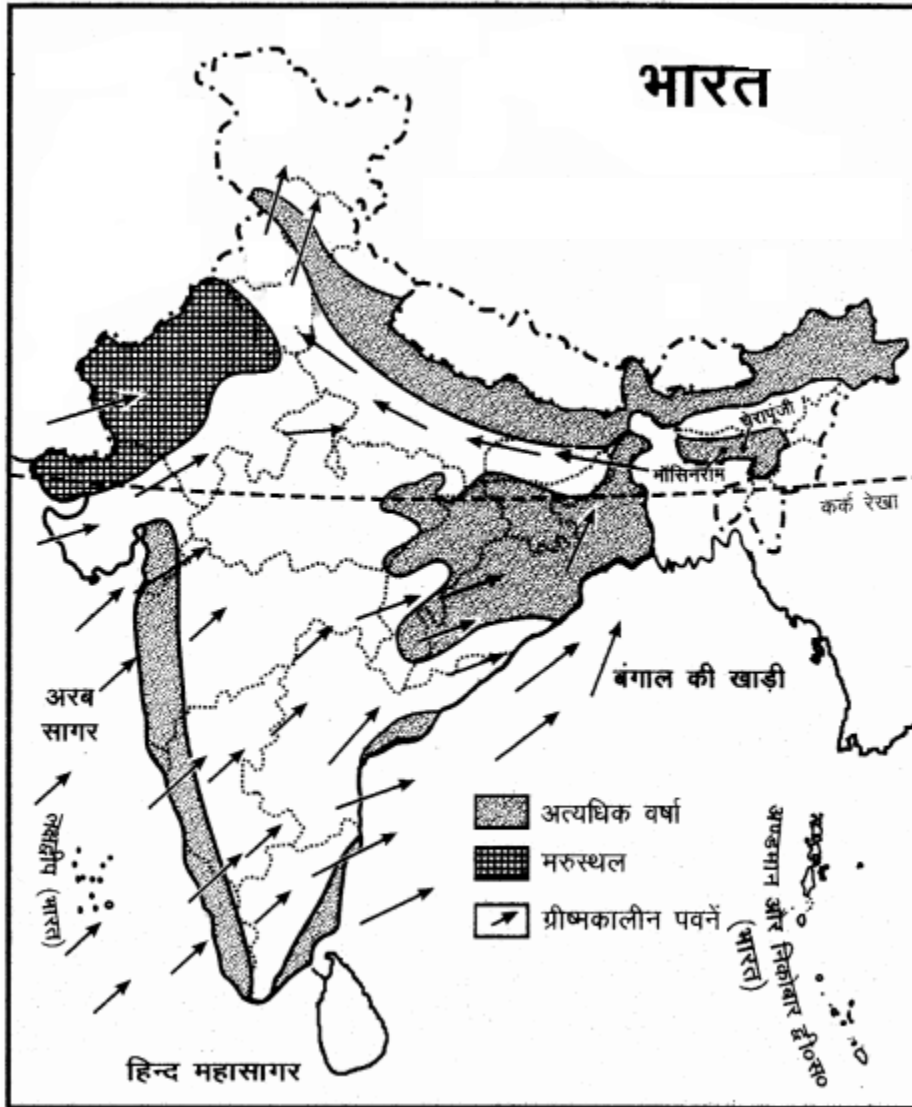 भारत
चेरापूंजी
मौसिनराम
कर्क रेखा
अरब
सागर
बंगाल की खाड़ी
लक्षद्वीप (भारत)
अत्यधिक वर्षा
मरुस्थल
ग्रीष्मकालीन पवनें
अण्डमान और निकोबार द्वी०स०
(भारत)
हिन्द महासागर